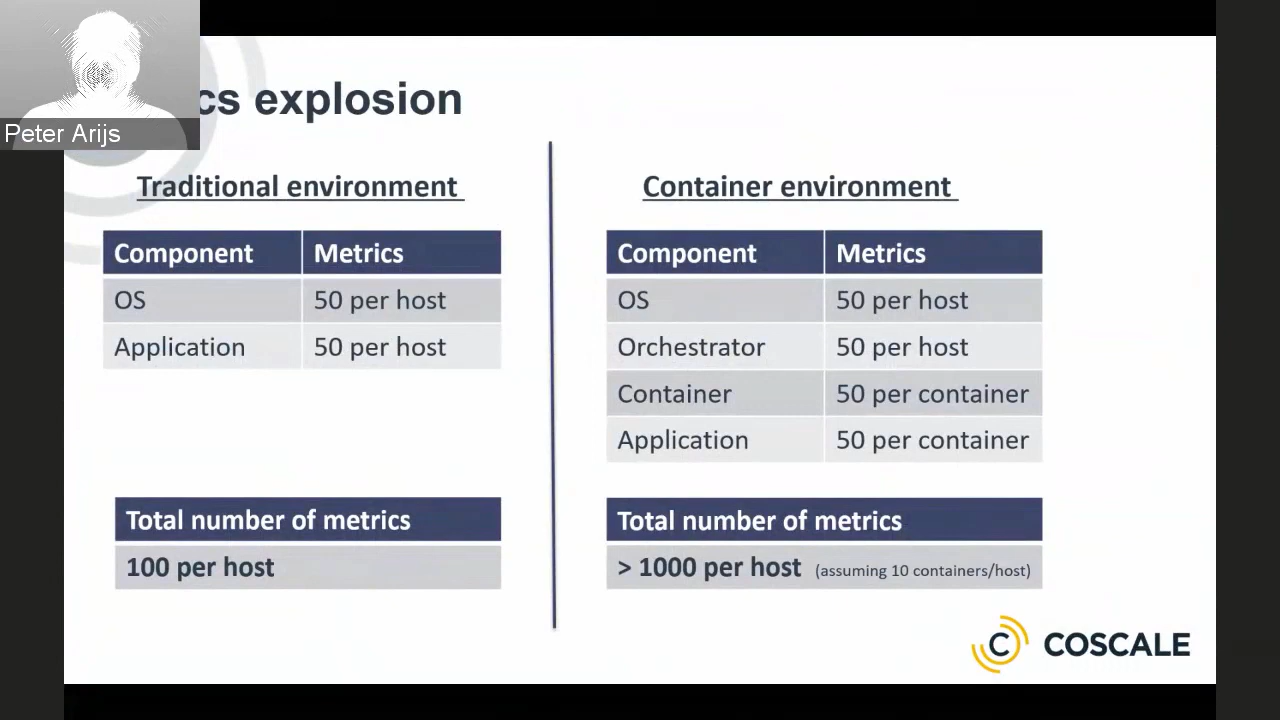 Peter Arijs
cs explosion
Traditional environment
Component Metrics
OS 50 per host
Application 50 per host
Total number of metrics
100 per host
Container environment
Component Metrics
OS 50 per host
Orchestrator 50 per host
Container 50 per container
Application 50 per container
Total number of metrics
> 1000 per host (assuming 10 containers/host)
C COSCALE